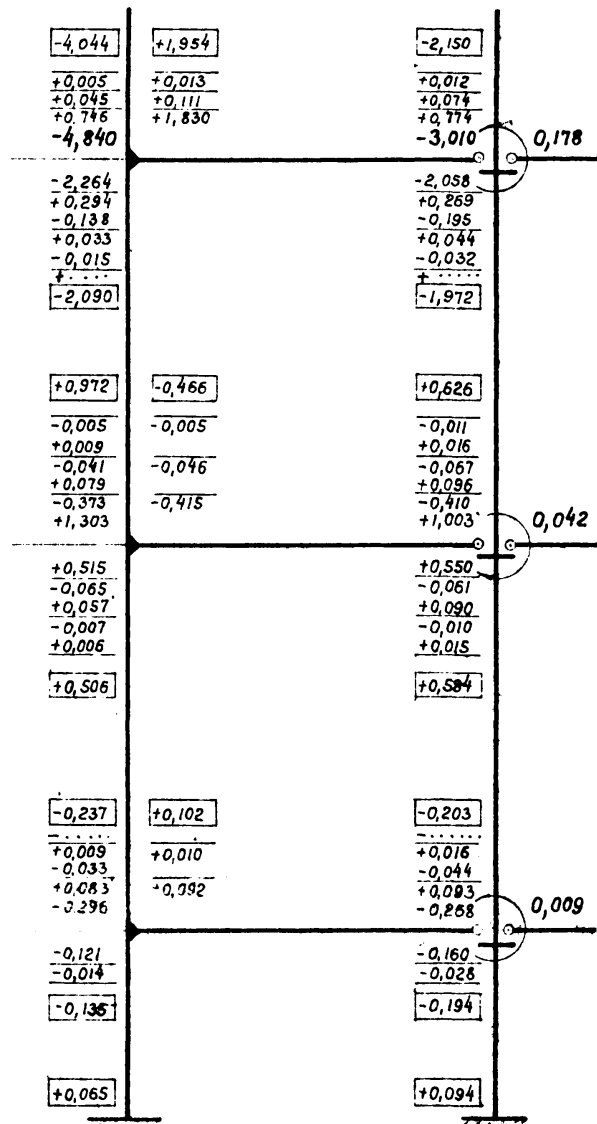 -4,044 +1,954 -2,150
+0,005 +0,013 +0,012
+0,045 +0,111 +0,074
+0,746 +1,830 +0,774
-4,840 -3,010 0,178
-2,264 -2,058
+0,294 +0,269
-0,138 -0,195
+0,033 +0,044
-0,015 -0,032
+ ..... + .....
-2,090 -1,972
+0,972 -0,466 +0,626
-0,005 -0,005 -0,011
+0,009 +0,016
-0,041 -0,046 -0,067
+0,079 +0,096
-0,373 -0,415 -0,410
+1,303 +1,003 0,042
+0,515 +0,550
-0,065 -0,061
+0,057 +0,090
-0,007 -0,010
+0,006 +0,015
+0,506 +0,584
-0,237 +0,102 -0,203
- ..... - .....
+0,009 +0,010 +0,016
-0,033 -0,044
+0,083 +0,092 +0,093
-0,296 -0,268 0,009
-0,121 -0,160
-0,014 -0,028
-0,135 -0,194
+0,065 +0,094